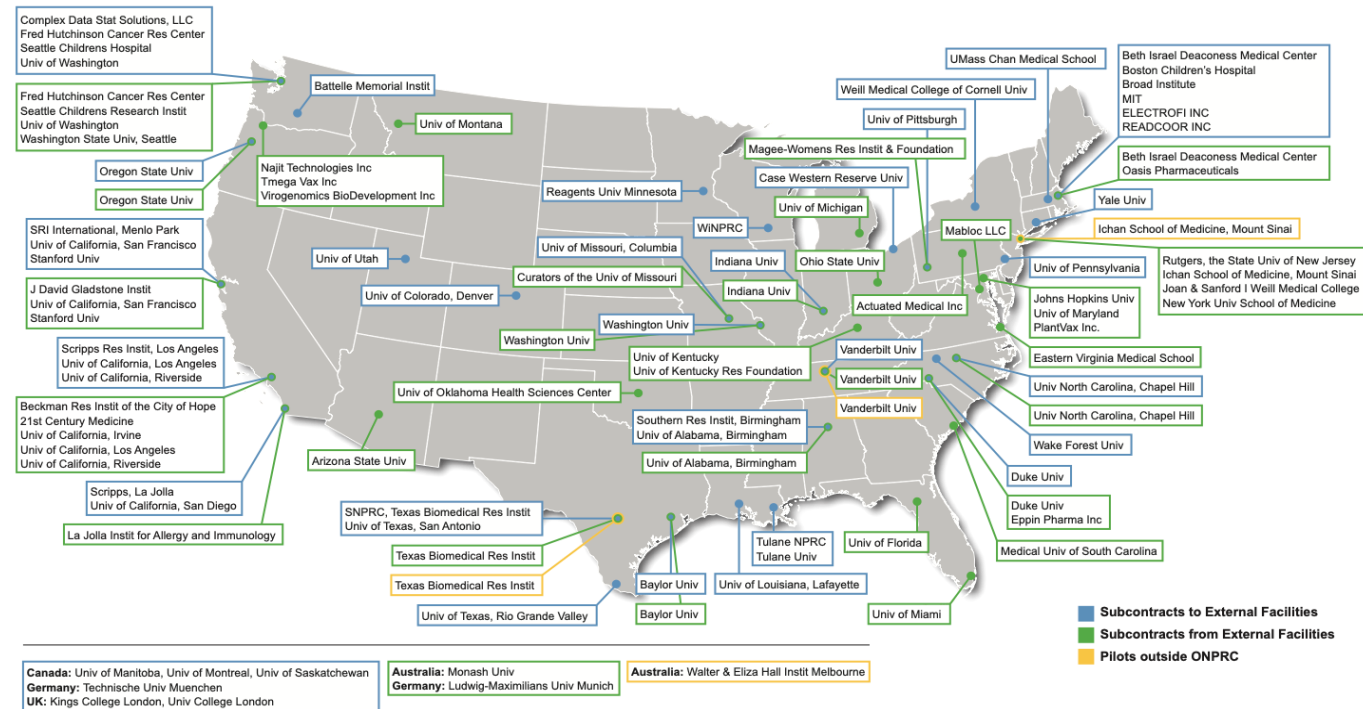 Complex Data Stat Solutions, LLC
Fred Hutchinson Cancer Res Center
Seattle Childrens Hospital
Univ of Washington
Fred Hutchinson Cancer Res Center
Seattle Childrens Research Instit
Univ of Washington
Washington State Univ, Seattle
Oregon State Univ
Oregon State Univ
SRI International, Menlo Park
Univ of California, San Francisco
Stanford Univ
J David Gladstone Instit
Univ of California, San Francisco
Stanford Univ
Scripps Res Instit, Los Angeles
Univ of California, Los Angeles
Univ of California, Riverside
Beckman Res Instit of the City of Hope
21st Century Medicine
Univ of California, Irvine
Univ of California, Los Angeles
Univ of California, Riverside
Scripps, La Jolla
Univ of California, San Diego
La Jolla Instit for Allergy and Immunology
Battelle Memorial Instit
Univ of Montana
Najit Technologies Inc
Tmega Vax Inc
Virogenomics BioDevelopment Inc
Univ of Utah
Univ of Colorado, Denver
Arizona State Univ
Reagents Univ Minnesota
WiNPRC
Univ of Missouri, Columbia
Curators of the Univ of Missouri
Washington Univ
Washington Univ
Univ of Oklahoma Health Sciences Center
SNPRC, Texas Biomedical Res Instit
Univ of Texas, San Antonio
Texas Biomedical Res Instit
Texas Biomedical Res Instit
Univ of Texas, Rio Grande Valley
Baylor Univ
Baylor Univ
Tulane NPRC
Tulane Univ
Univ of Louisiana, Lafayette
Southern Res Instit, Birmingham
Univ of Alabama, Birmingham
Univ of Alabama, Birmingham
Univ of Kentucky
Univ of Kentucky Res Foundation
Indiana Univ
Indiana Univ
Univ of Michigan
Ohio State Univ
Case Western Reserve Univ
Magee-Womens Res Instit & Foundation
Univ of Pittsburgh
Weill Medical College of Cornell Univ
UMass Chan Medical School
Beth Israel Deaconess Medical Center
Boston Children's Hospital
Broad Institute
MIT
ELECTROFI INC
READCOOR INC
Beth Israel Deaconess Medical Center
Oasis Pharmaceuticals
Yale Univ
Ichan School of Medicine, Mount Sinai
Mabloc LLC
Actuated Medical Inc
Univ of Pennsylvania
Rutgers, the State Univ of New Jersey
Ichan School of Medicine, Mount Sinai
Joan & Sanford I Weill Medical College
New York Univ School of Medicine
Johns Hopkins Univ
Univ of Maryland
PlantVax Inc.
Eastern Virginia Medical School
Vanderbilt Univ
Vanderbilt Univ
Vanderbilt Univ
Univ North Carolina, Chapel Hill
Univ North Carolina, Chapel Hill
Wake Forest Univ
Duke Univ
Duke Univ
Eppin Pharma Inc
Medical Univ of South Carolina
Univ of Florida
Univ of Miami
Subcontracts to External Facilities
Subcontracts from External Facilities
Pilots outside ONPRC
Canada: Univ of Manitoba, Univ of Montreal, Univ of Saskatchewan
Germany: Technische Univ Muenchen
UK: Kings College London, Univ College London
Australia: Monash Univ
Germany: Ludwig-Maximilians Univ Munich
Australia: Walter & Eliza Hall Instit Melbourne